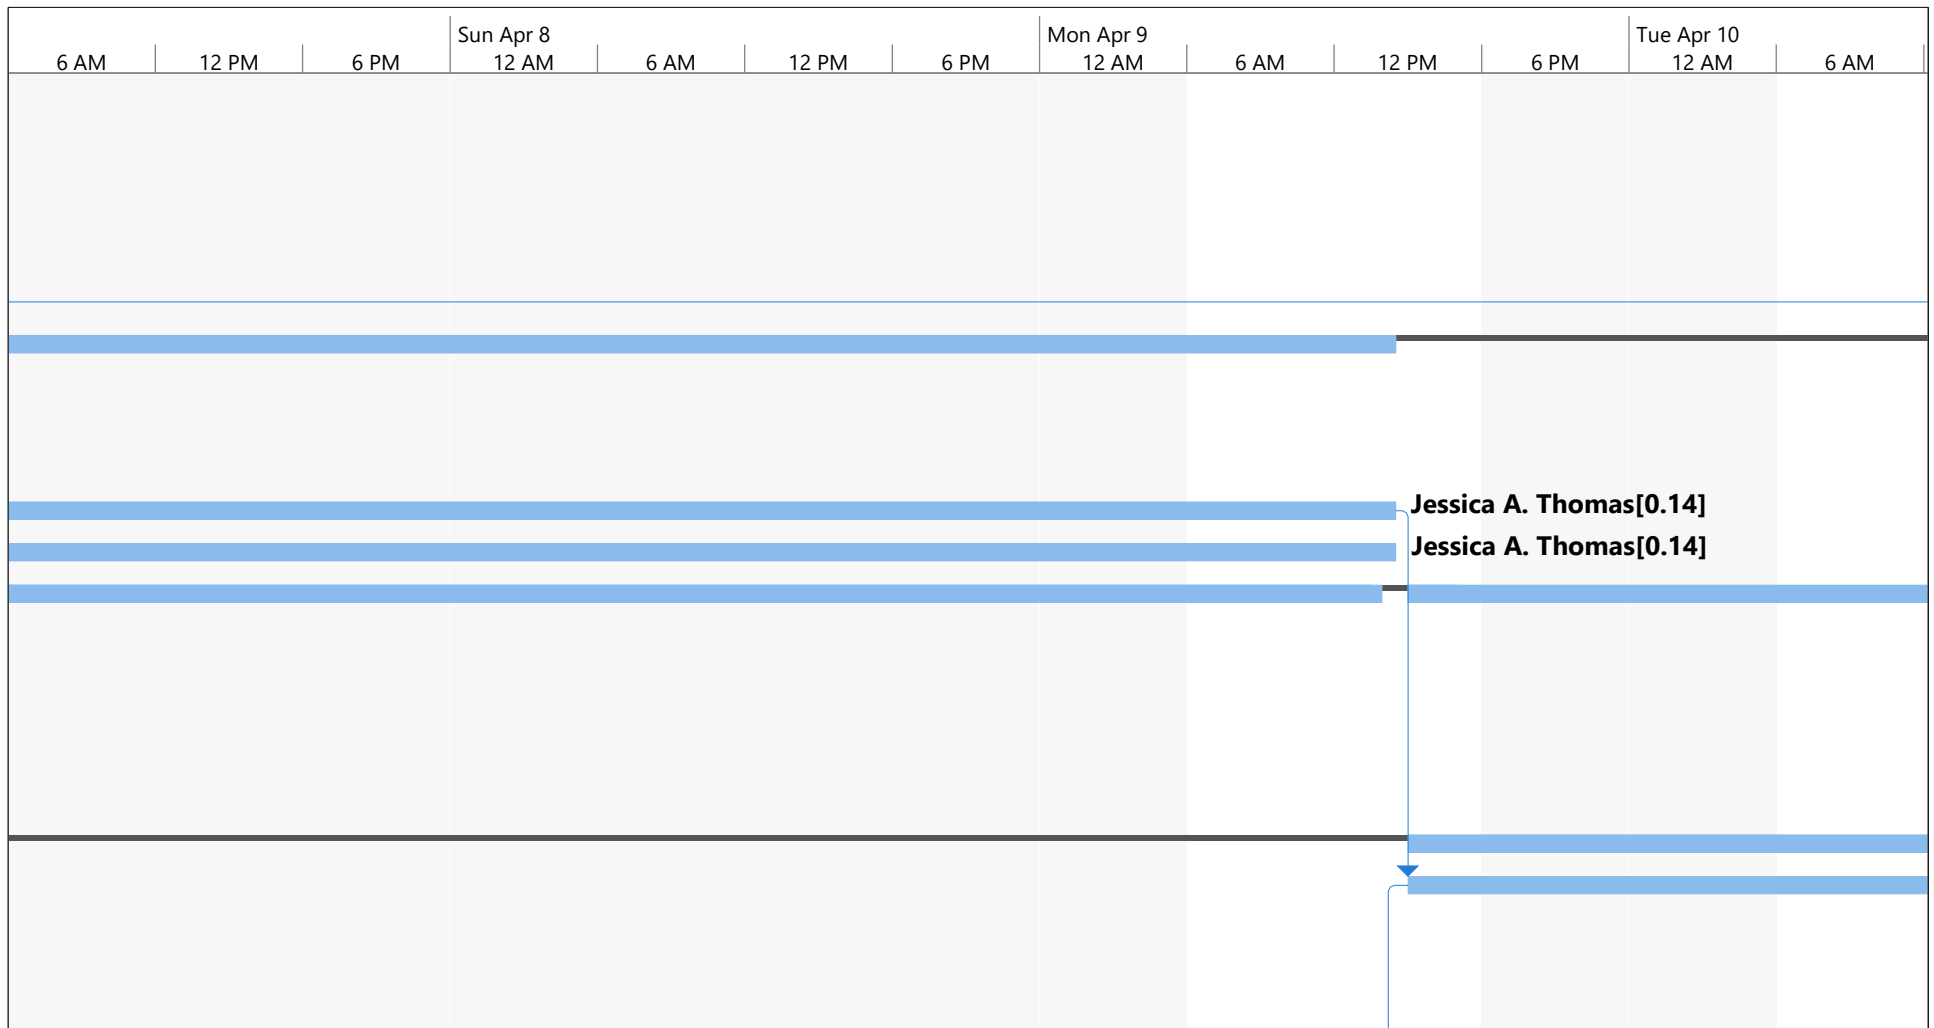 Sun Apr 8 Mon Apr 9 Tue Apr 10
6 AM 12 PM 6 PM 12 AM 6 AM 12 PM 6 PM 12 AM 6 AM 12 PM 6 PM 12 AM 6 AM
Jessica A. Thomas[0.14]
Jessica A. Thomas[0.14]